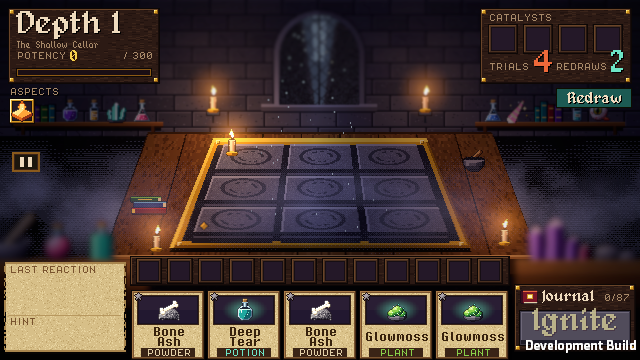 Depth 1
The Shallow Cellar
POTENCY 0 / 300
ASPECTS
CATALYSTS
TRIALS 4 REDRAWS 2
Redraw
LAST REACTION
HINT
Bone Ash
POWDER
Deep Tear
POTION
Bone Ash
POWDER
Glowmoss
PLANT
Glowmoss
PLANT
Journal 0/87
Ignite
Development Build